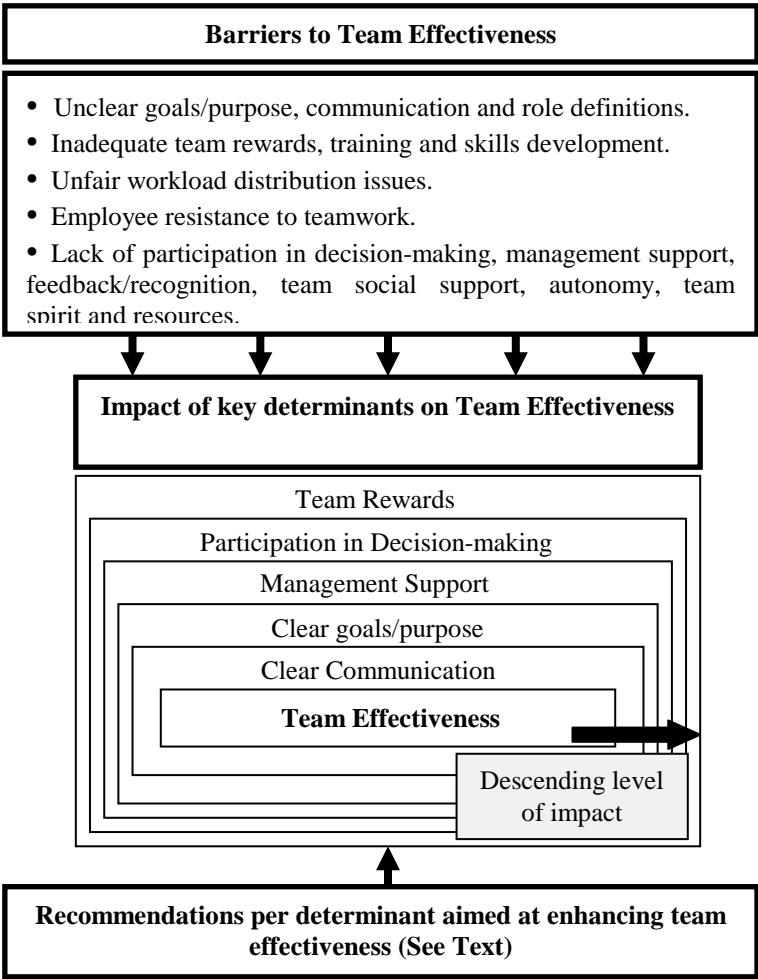 Barriers to Team Effectiveness
• Unclear goals/purpose, communication and role definitions.
• Inadequate team rewards, training and skills development.
• Unfair workload distribution issues.
• Employee resistance to teamwork.
• Lack of participation in decision-making, management support,
feedback/recognition, team social support, autonomy, team
spirit and resources.
Impact of key determinants on Team Effectiveness
Team Rewards
Participation in Decision-making
Management Support
Clear goals/purpose
Clear Communication
Team Effectiveness
Descending level
of impact
Recommendations per determinant aimed at enhancing team
effectiveness (See Text)